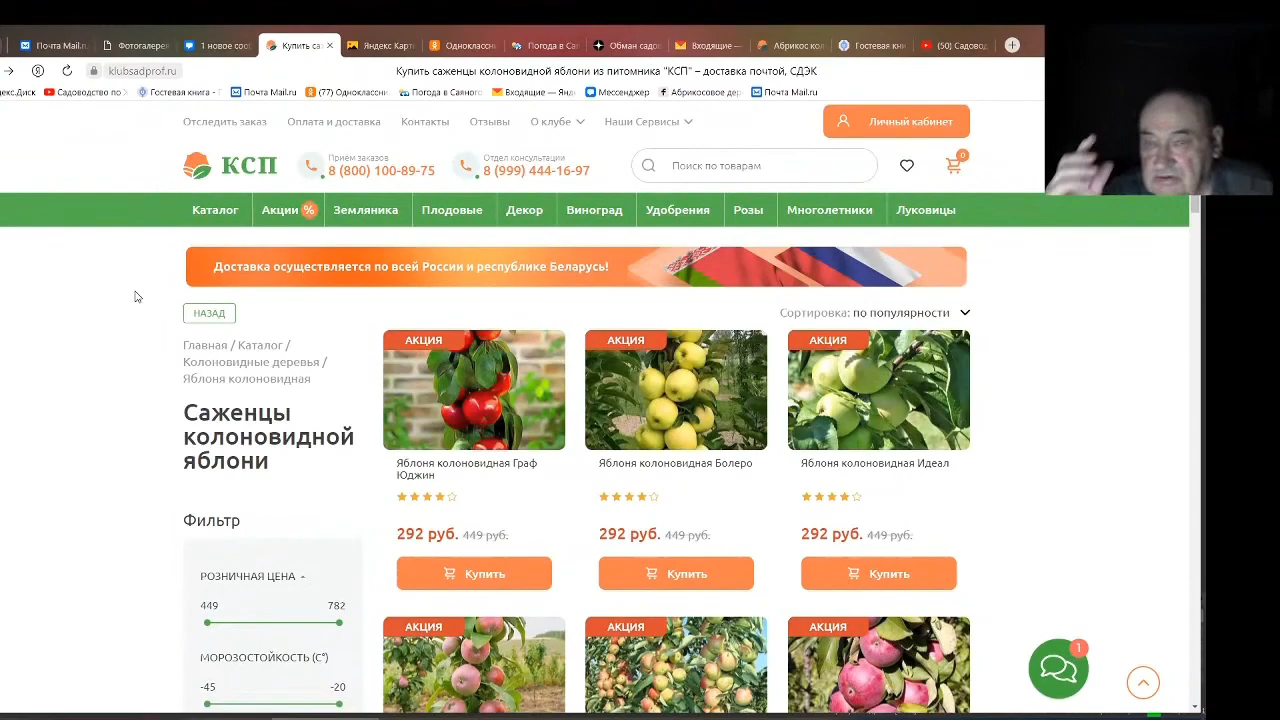 Почта Mail.r
Фотогалерея
1 новое соо
Купить са
Яндекс Карт
Одноклассн
Погода в Са
Обман садо
Входящие —
Абрикос кол
Гостевая кни
(50) Садовод
klubsadprof.ru
Купить саженцы колоновидной яблони из питомника "КСП" – доставка почтой, СДЭК
екс.Диск
Садоводство по
Гостевая книга - Г
Почта Mail.ru
(77) Одноклассни
Погода в Саяного
Входящие — Янд
Мессенджер
Абрикосовое дер
Почта Mail.ru
Отследить заказ
Оплата и доставка
Контакты
Отзывы
О клубе
Наши Сервисы
Личный кабинет
КСП
Прием заказов
8 (800) 100-89-75
Отдел консультации
8 (999) 444-16-97
Поиск по товарам
0
Каталог
Акции %
Земляника
Плодовые
Декор
Виноград
Удобрения
Розы
Многолетники
Луковицы
Доставка осуществляется по всей России и республике Беларусь!
НАЗАД
Сортировка: по популярности
Главная / Каталог /
Колоновидные деревья /
Яблоня колоновидная
Саженцы
колоновидной
яблони
Фильтр
РОЗНИЧНАЯ ЦЕНА
449 782
МОРОЗОСТОЙКОСТЬ (С°)
-45 -20
АКЦИЯ
Яблоня колоновидная Граф
Юджин
292 руб. 449 руб.
Купить
АКЦИЯ
Яблоня колоновидная Болеро
292 руб. 449 руб.
Купить
АКЦИЯ
Яблоня колоновидная Идеал
292 руб. 449 руб.
Купить
АКЦИЯ
АКЦИЯ
АКЦИЯ
1